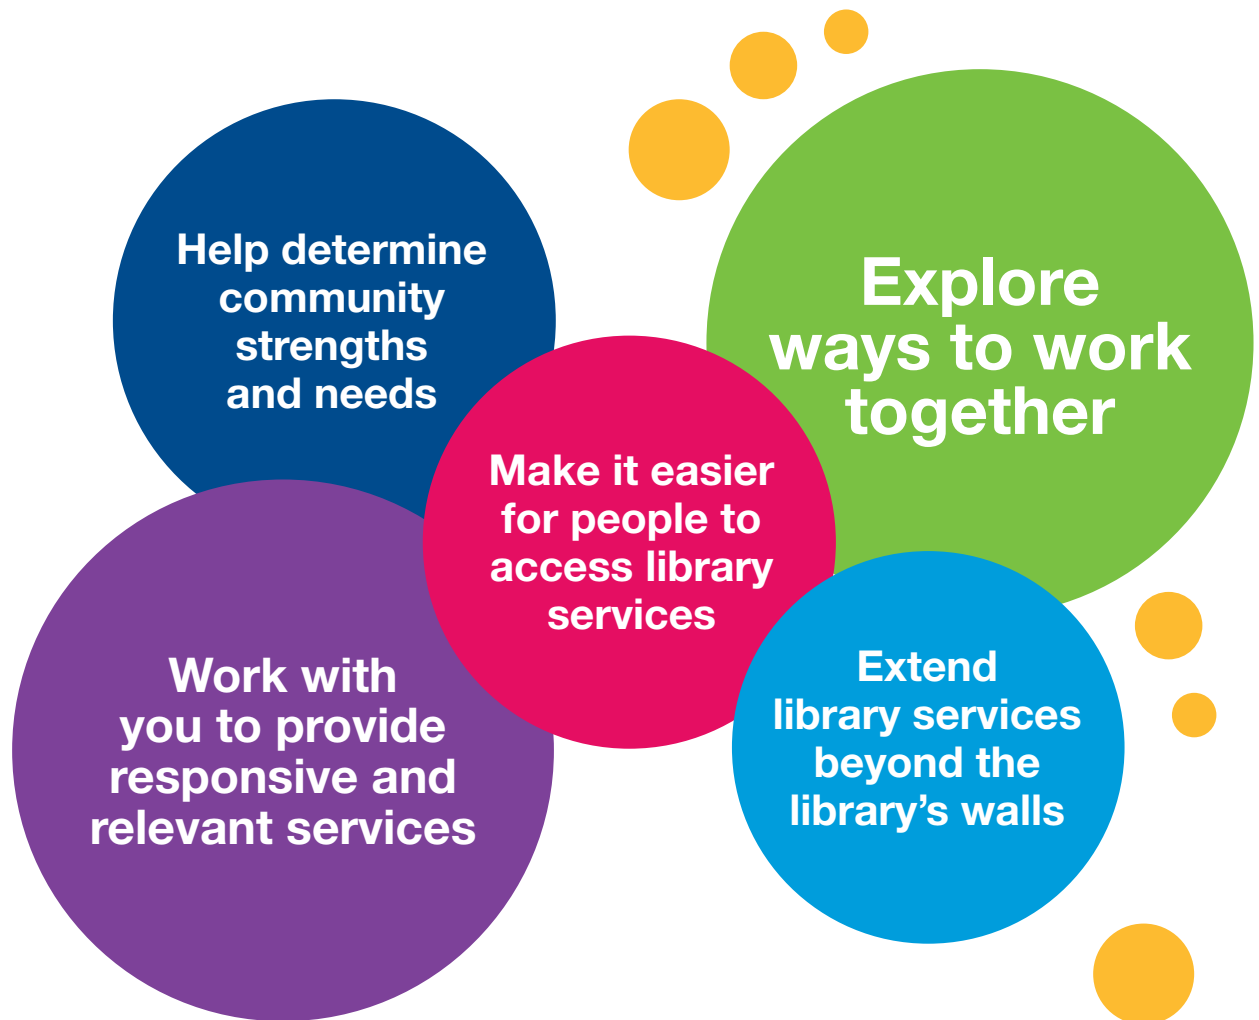 Help determine
community
strengths
and needs
Explore
ways to work
together
Make it easier
for people to
access library
services
Work with
you to provide
responsive and
relevant services
Extend
library services
beyond the
library’s walls